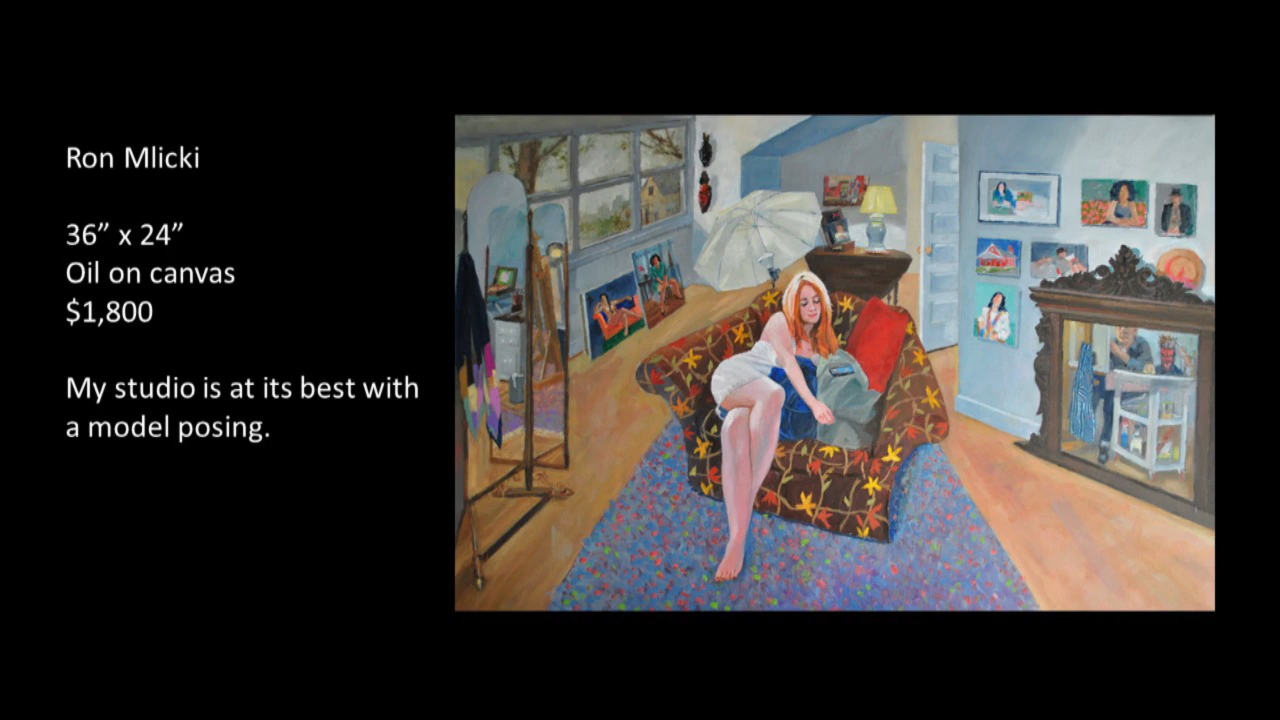 Ron Mlicki
36” x 24”
Oil on canvas
$1,800
My studio is at its best with
a model posing.